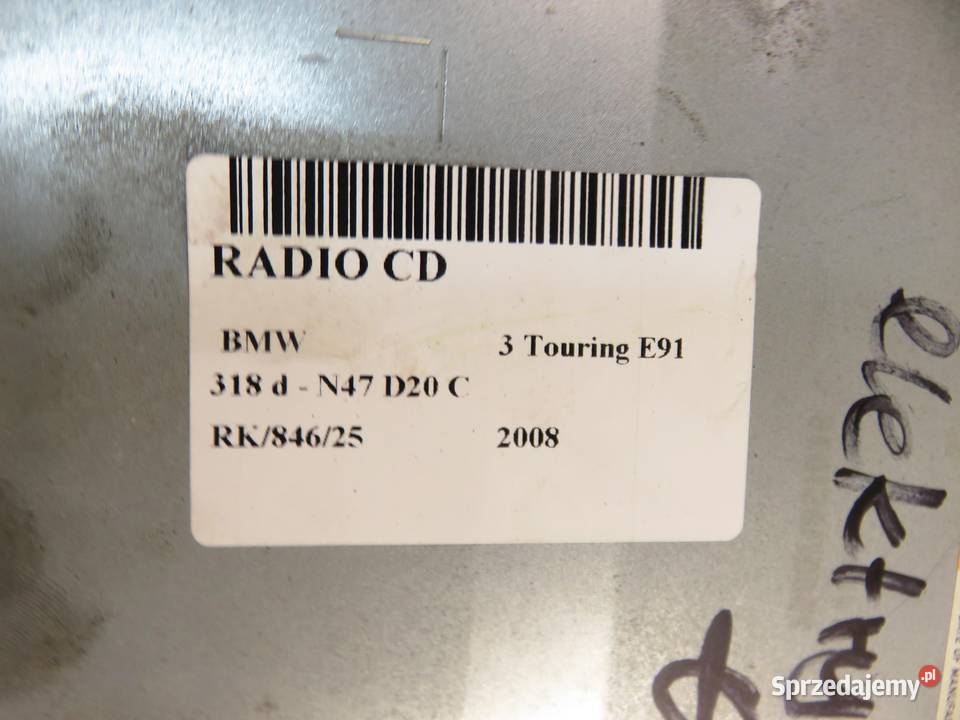 RADIO CD
BMW 3 Touring E91
318 d - N47 D20 C
RK/846/25 2008
Sprzedajemy.pl